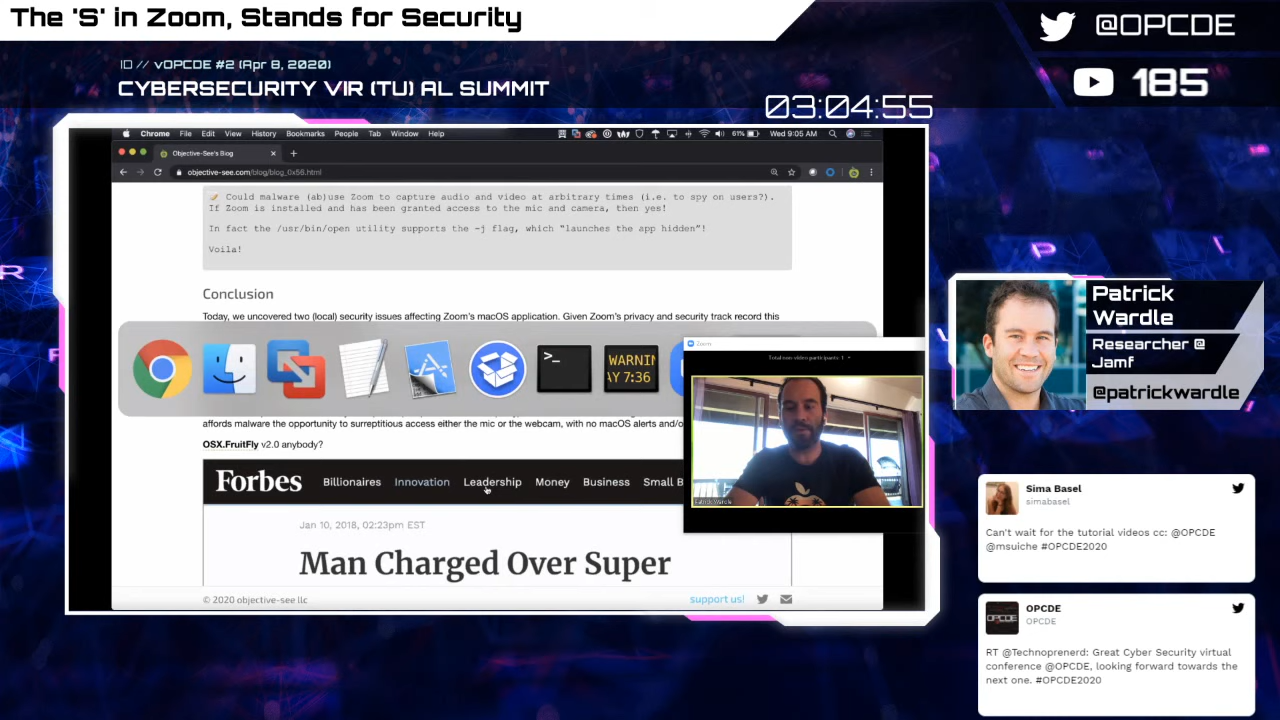 The 'S' in Zoom, Stands for Security
@OPCDE
ID // vOPCDE #2 (Apr 8, 2020)
CYBERSECURITY VIR (TU) AL SUMMIT
185
03:04:55
Chrome File Edit View History Bookmarks People Tab Window Help
61% Wed 9:05 AM
Objective-See's Blog
objective-see.com/blog/blog_0x56.html
Could malware (ab)use Zoom to capture audio and video at arbitrary times (i.e. to spy on users?).
If Zoom is installed and has been granted access to the mic and camera, then yes!
In fact the /usr/bin/open utility supports the -j flag, which “launches the app hidden”!
Voila!
Conclusion
Today, we uncovered two (local) security issues affecting Zoom's macOS application. Given Zoom's privacy and security track record this
>_
WARNIN
AY 7:36
Zoom
Total non-video participants: 1
Patrick Wardle
affords malware the opportunity to surreptitious access either the mic or the webcam, with no macOS alerts and/o
OSX.FruitFly v2.0 anybody?
Forbes Billionaires Innovation Leadership Money Business Small B
Jan 10, 2018, 02:23pm EST
Man Charged Over Super
© 2020 objective-see llc
support us!
Patrick
Wardle
Researcher @
Jamf
@patrickwardle
Sima Basel
simabasel
Can't wait for the tutorial videos cc: @OPCDE
@msuiche #OPCDE2020
OPCDE
OPCDE
OPCDE
RT @Technoprenerd: Great Cyber Security virtual
conference @OPCDE, looking forward towards the
next one. #OPCDE2020